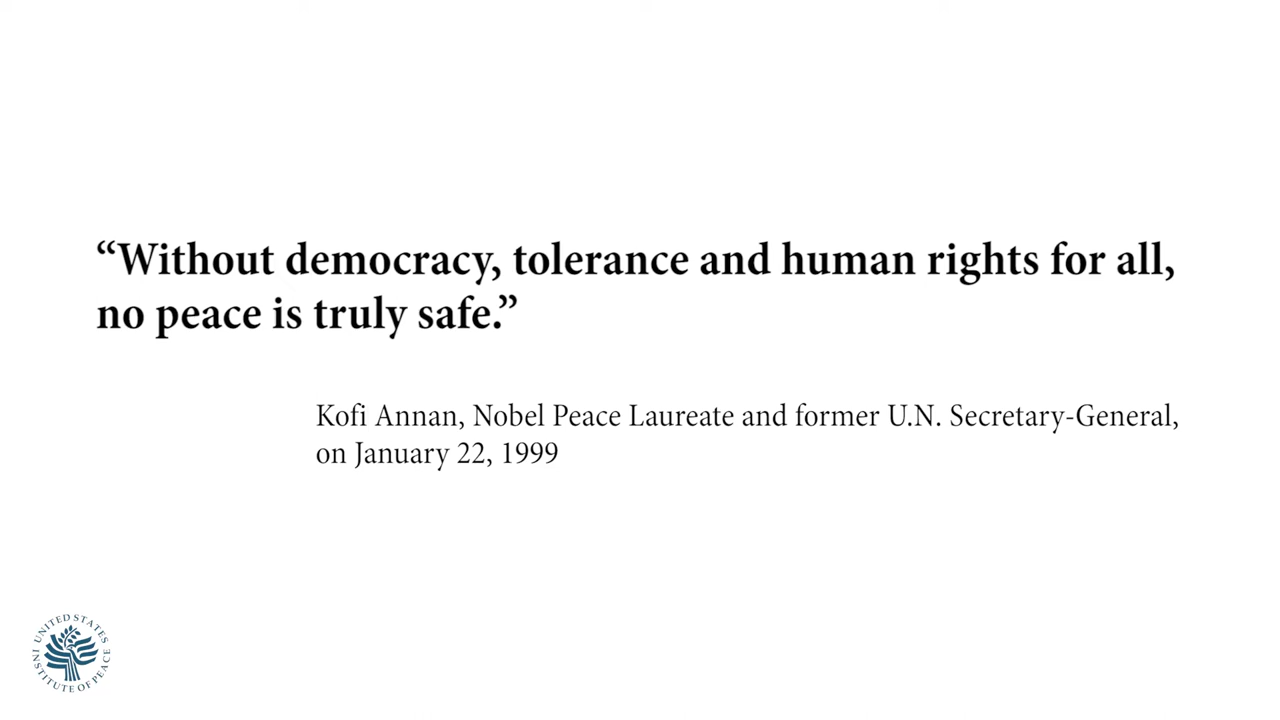 “Without democracy, tolerance and human rights for all,
no peace is truly safe.”
Kofi Annan, Nobel Peace Laureate and former U.N. Secretary-General,
on January 22, 1999
UNITED STATES
INSTITUTE OF PEACE